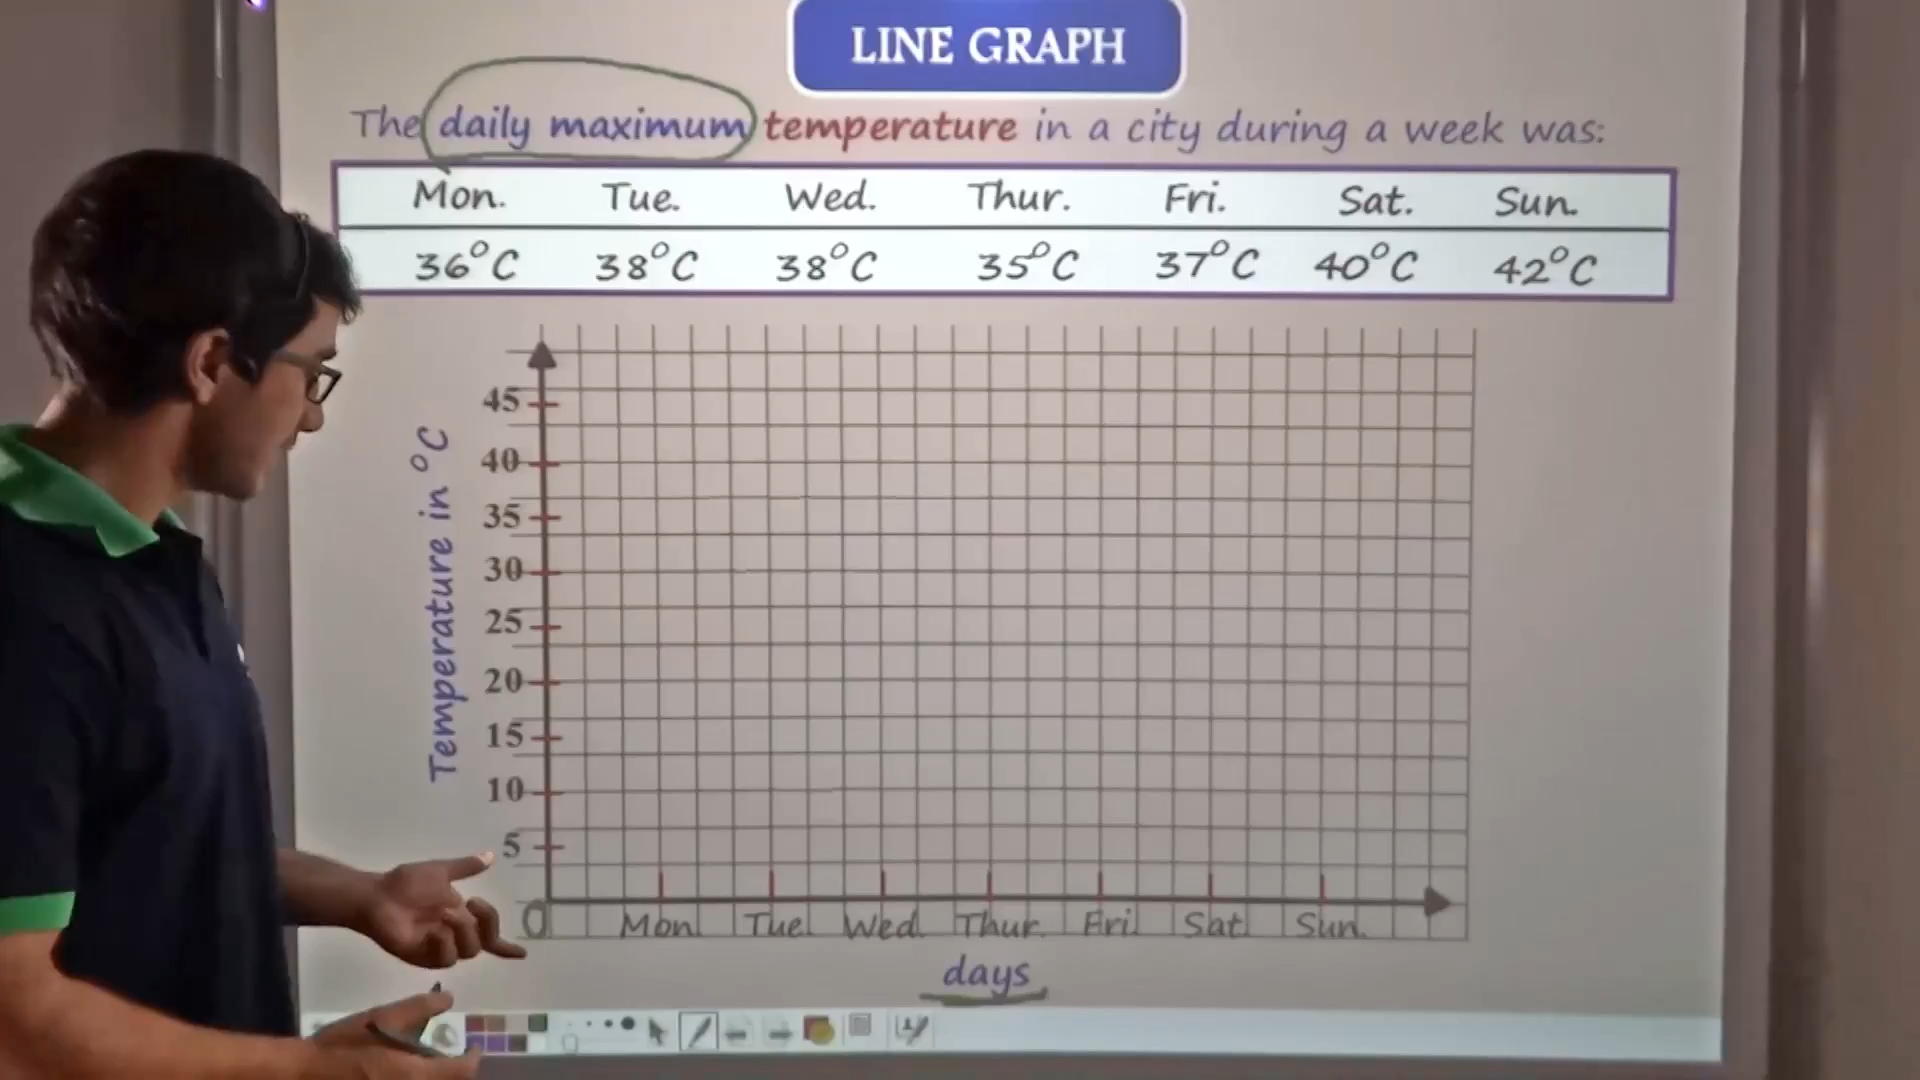 LINE GRAPH
The daily maximum temperature in a city during a week was:
Mon. Tue. Wed. Thur. Fri. Sat. Sun.
36°C 38°C 38°C 35°C 37°C 40°C 42°C
Temperature in °C
45
40
35
30
25
20
15
10
5
0 Mon Tue Wed. Thur. Fri. Sat Sun.
days